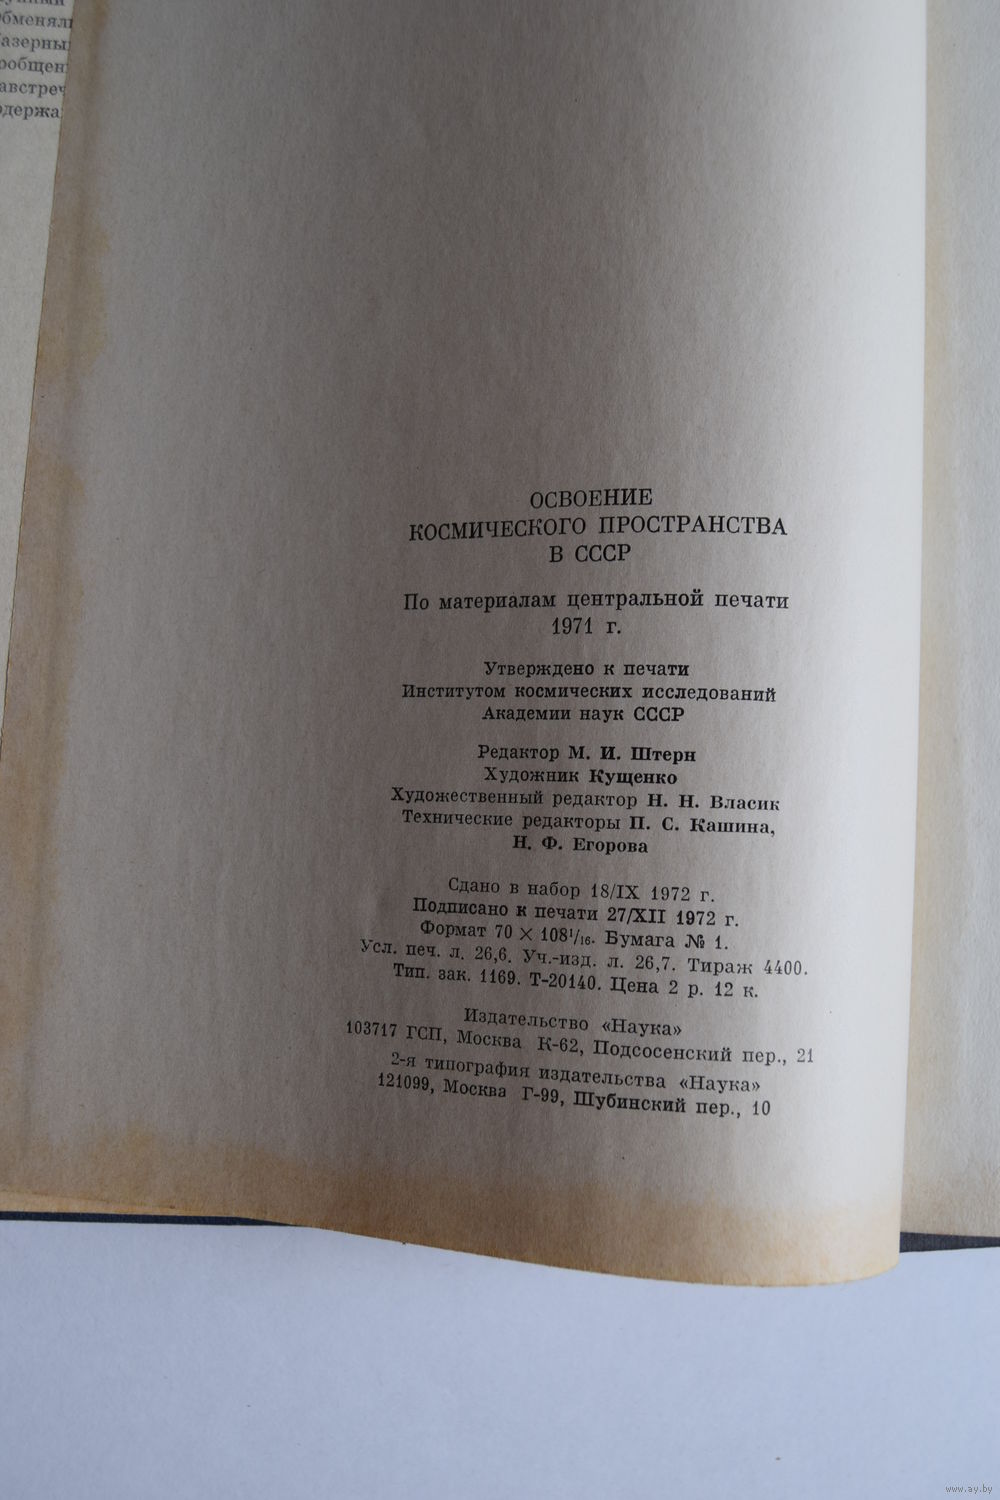 ОСВОЕНИЕ
КОСМИЧЕСКОГО ПРОСТРАНСТВА
В СССР
По материалам центральной печати
1971 г.
Утверждено к печати
Институтом космических исследований
Академии наук СССР
Редактор М. И. Штерн
Художник Кущенко
Художественный редактор Н. Н. Власик
Технические редакторы П. С. Кашина,
Н. Ф. Егорова
Сдано в набор 18/IX 1972 г.
Подписано к печати 27/XII 1972 г.
Формат 70 × 108¹/₁₆. Бумага № 1.
Усл. печ. л. 26,6. Уч.-изд. л. 26,7. Тираж 4400.
Тип. зак. 1169. Т-20140. Цена 2 р. 12 к.
Издательство «Наука»
103717 ГСП, Москва К-62, Подсосенский пер., 21
2-я типография издательства «Наука»
121099, Москва Г-99, Шубинский пер., 10
www.ay.by